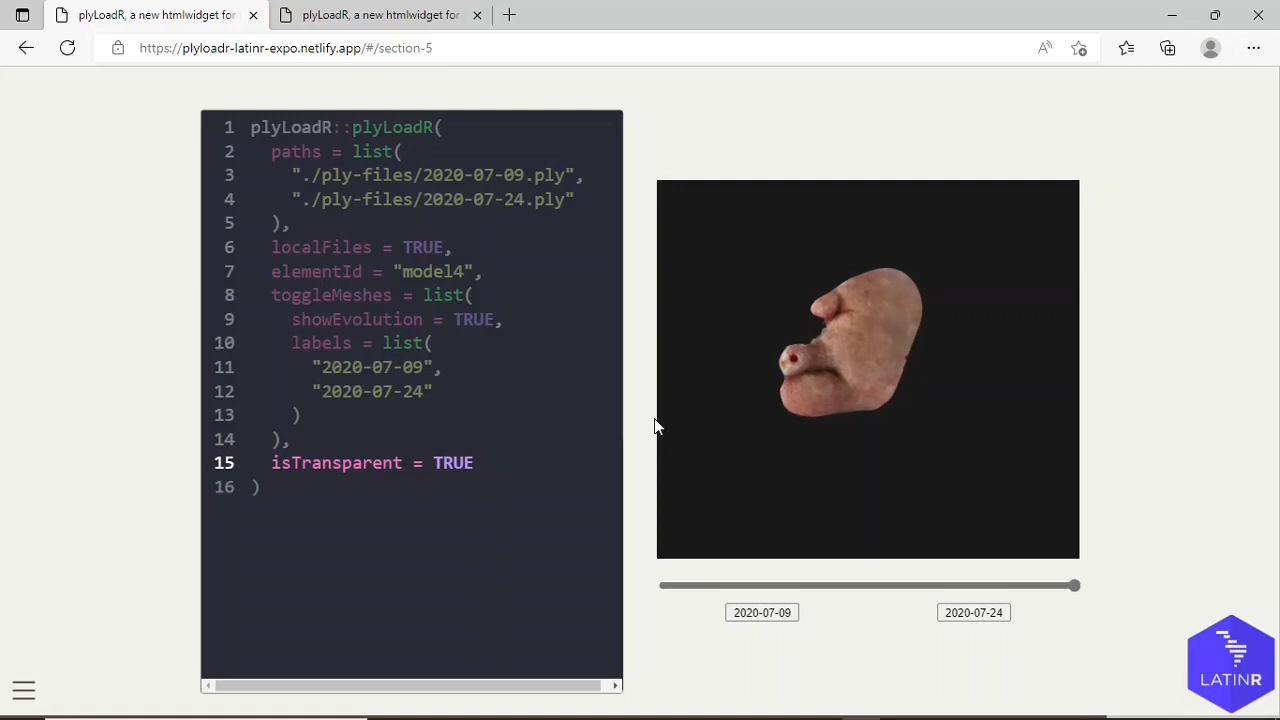 plyLoadR, a new htmlwidget for
plyLoadR, a new htmlwidget for
https://plyloadr-latinr-expo.netlify.app/#/section-5
1 plyLoadR::plyLoadR(
2 paths = list(
3 "./ply-files/2020-07-09.ply",
4 "./ply-files/2020-07-24.ply"
5 ),
6 localFiles = TRUE,
7 elementId = "model4",
8 toggleMeshes = list(
9 showEvolution = TRUE,
10 labels = list(
11 "2020-07-09",
12 "2020-07-24"
13 )
14 ),
15 isTransparent = TRUE
16 )
2020-07-09 2020-07-24
LATINR